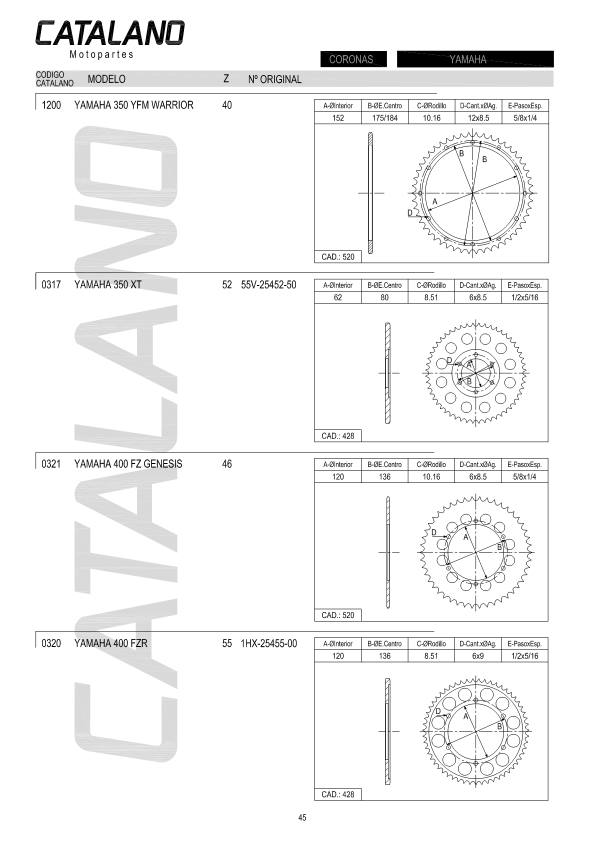 CATALANO
Motopartes
CORONAS YAMAHA
CODIGO CATALANO MODELO Z Nº ORIGINAL
1200 YAMAHA 350 YFM WARRIOR 40
A-ØInterior B-ØE.Centro C-ØRodillo D-Cant.xØAg. E-PasoxEsp.
152 175/184 10.16 12x8.5 5/8x1/4
B
B
A
D
CAD.: 520
0317 YAMAHA 350 XT 52 55V-25452-50
A-ØInterior B-ØE.Centro C-ØRodillo D-Cant.xØAg. E-PasoxEsp.
62 80 8.51 6x8.5 1/2x5/16
D
A
B
CAD.: 428
0321 YAMAHA 400 FZ GENESIS 46
A-ØInterior B-ØE.Centro C-ØRodillo D-Cant.xØAg. E-PasoxEsp.
120 136 10.16 6x8.5 5/8x1/4
D
A
B
CAD.: 520
0320 YAMAHA 400 FZR 55 1HX-25455-00
A-ØInterior B-ØE.Centro C-ØRodillo D-Cant.xØAg. E-PasoxEsp.
120 136 8.51 6x9 1/2x5/16
D
A
B
CAD.: 428
CATALANO
45